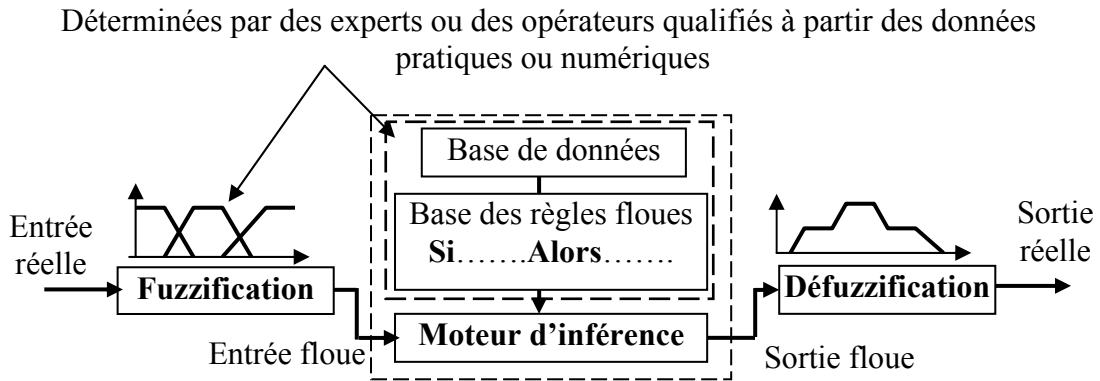 Déterminées par des experts ou des opérateurs qualifiés à partir des données
pratiques ou numériques
Base de données
Base des règles floues
Si…….Alors…….
Entrée
réelle
Fuzzification
Entrée floue
Moteur d’inférence
Sortie floue
Défuzzification
Sortie
réelle